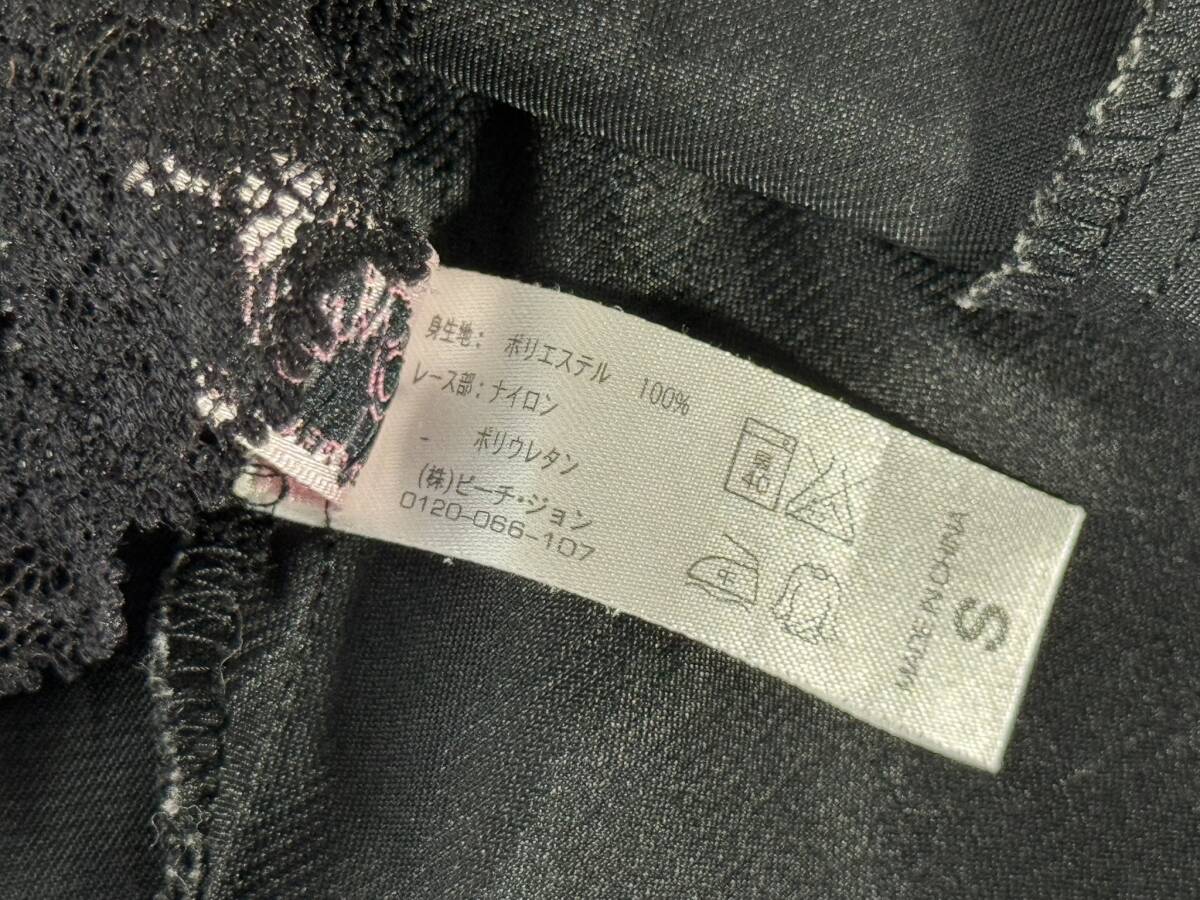 身生地: ポリエステル 100%
レース部: ナイロン
ポリウレタン
(株)ピーチ・ジョン
0120-066-107
40
中
MADE IN CHINA
S